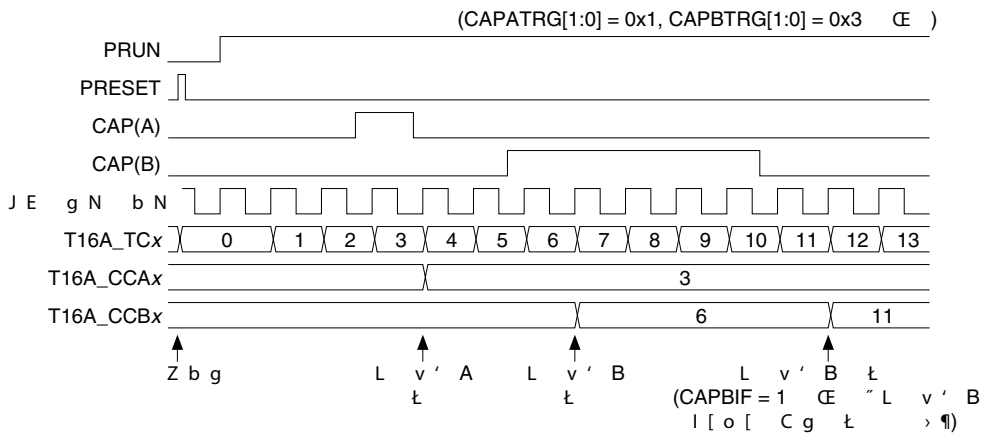 (CAPATRG[1:0] = 0x1, CAPBTRG[1:0] = 0x3 Œ )
PRUN
PRESET
CAP(A)
CAP(B)
J E g N b N
T16A_TCx 0 1 2 3 4 5 6 7 8 9 10 11 12 13
T16A_CCAx 3
T16A_CCBx 6 11
Z b g L v ‘ A L v ‘ B L v ‘ B Ł
Ł Ł (CAPBIF = 1 Œ ˝ L v ‘ B
I [ o [ C g Ł › ¶)